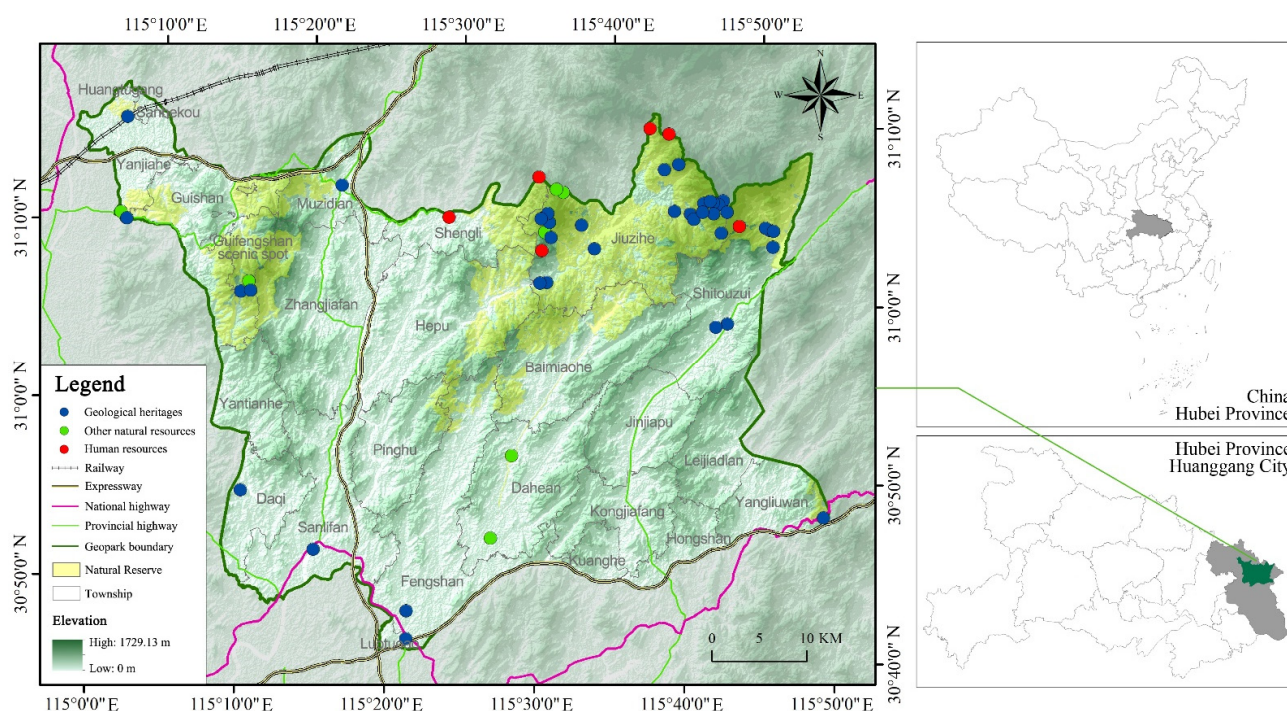 115°10'0"E 115°20'0"E 115°30'0"E 115°40'0"E 115°50'0"E
N
W E
S
Huangtugang
Yanjiahe
Guishan
Muzidian
Guifengshan
scenic spot
Shengli
Jiuzihe
Zhangjiafan
Shitouzui
Hepu
Baimiaohe
Yantianhe
Jinjiapu
Pinghu
Leijiadian
Dahean
Daqi
Yangliuwan
Kongjiafang
Sanlifan
Hongshan
Kuanghe
Fengshan
31°10'0" N
31°0'0" N
30°50'0" N
31°10'0" N
31°0'0" N
30°50'0" N
30°40'0" N
Legend
Geological heritages
Other natural resources
Human resources
Railway
Expressway
National highway
Provincial highway
Geopark boundary
Natural Reserve
Township
Elevation
High: 1729.13 m
Low: 0 m
0 5 10 KM
115°0'0"E 115°10'0"E 115°20'0"E 115°30'0"E 115°40'0"E 115°50'0"E
China
Hubei Province
Hubei Province
Huanggang City